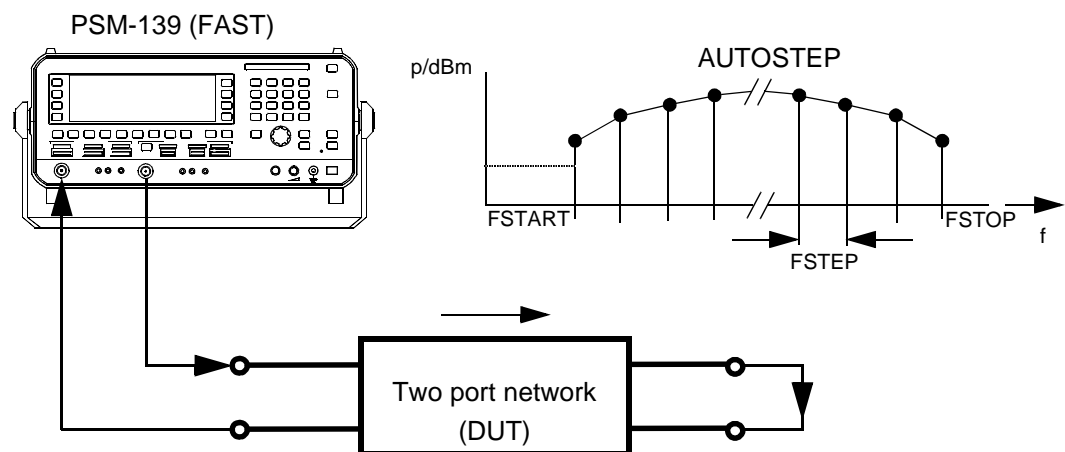 PSM-139 (FAST)
p/dBm
AUTOSTEP
FSTART
FSTOP
f
FSTEP
Two port network
(DUT)